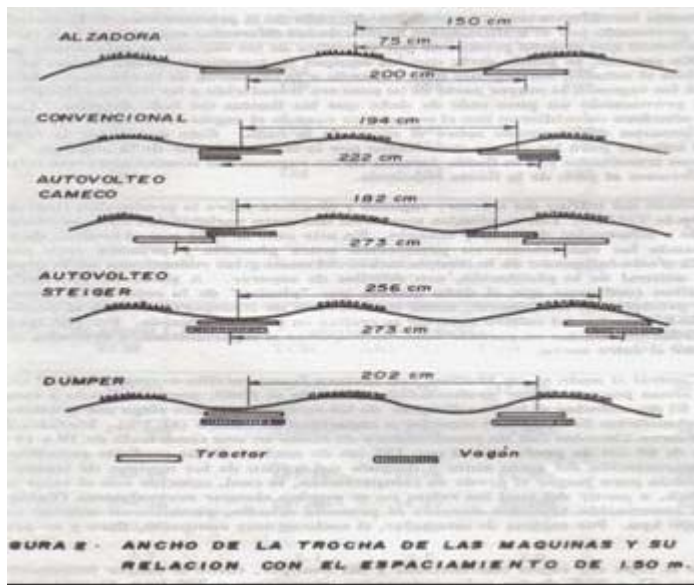 ALZADORA
150 cm
75 cm
200 cm
CONVENCIONAL
194 cm
222 cm
AUTOVOLTEO
CAMECO
182 cm
273 cm
AUTOVOLTEO
STEIGER
256 cm
273 cm
DUMPER
202 cm
Tractor
Vagón
GURA 2 - ANCHO DE LA TROCHA DE LAS MAQUINAS Y SU
RELACION, CON EL ESPACIAMIENTO DE 1.50 m.